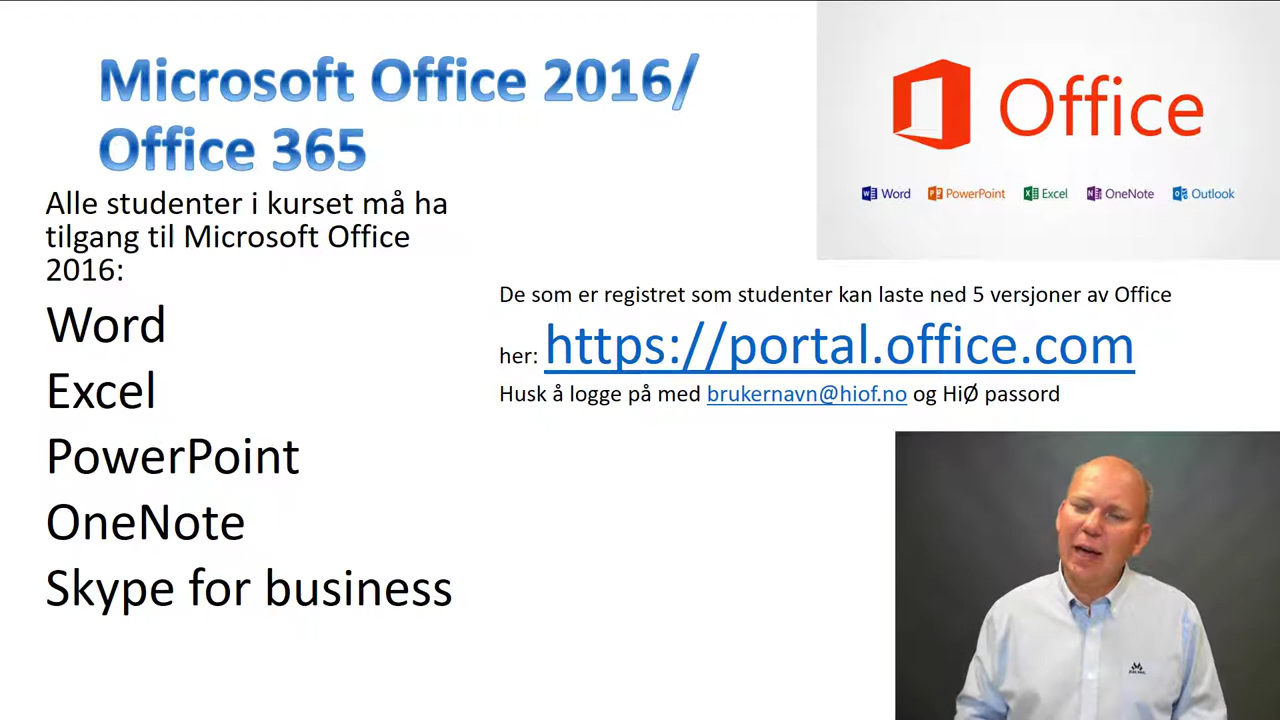 Microsoft Office 2016/
Office 365
Office
Word PowerPoint Excel OneNote Outlook
Alle studenter i kurset må ha
tilgang til Microsoft Office
2016:
Word
Excel
PowerPoint
OneNote
Skype for business
De som er registret som studenter kan laste ned 5 versjoner av Office
her: https://portal.office.com
Husk å logge på med brukernavn@hiof.no og HiØ passord